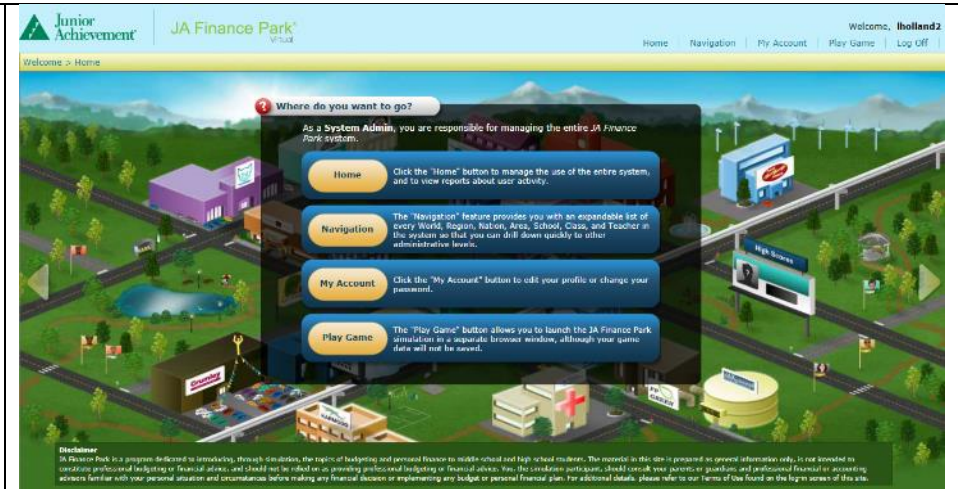 Junior
Achievement®
JA Finance Park®
Virtual
Welcome, lholland2
Home | Navigation | My Account | Play Game | Log Off
Welcome > Home
Where do you want to go?
As a System Admin, you are responsible for managing the entire JA Finance
Park system.
Home
Click the "Home" button to manage the use of the entire system,
and to view reports about user activity.
Navigation
The "Navigation" feature provides you with an expandable list of
every World, Region, Nation, Area, School, Class, and Teacher in
the system so that you can drill down quickly to other
administrative levels.
My Account
Click the "My Account" button to edit your profile or change your
password.
Play Game
The "Play Game" button allows you to launch the JA Finance Park
simulation in a separate browser window, although your game
data will not be saved.
High Scores
Crumley
Disclaimer
JA Finance Park is a program dedicated to introducing, through simulation, the topics of budgeting and personal finance to middle school and high school students. The material in this site is prepared as general information only, is not intended to
constitute professional budgeting or financial advice, and should not be relied on as providing professional budgeting or financial advice. You, the simulation participant, should consult your parents or guardians and professional financial or accounting
advisors familiar with your personal situation and circumstances before making any financial decision or implementing any budget or personal financial plan. For additional details, please refer to our Terms of Use found on the log-in screen of this site.